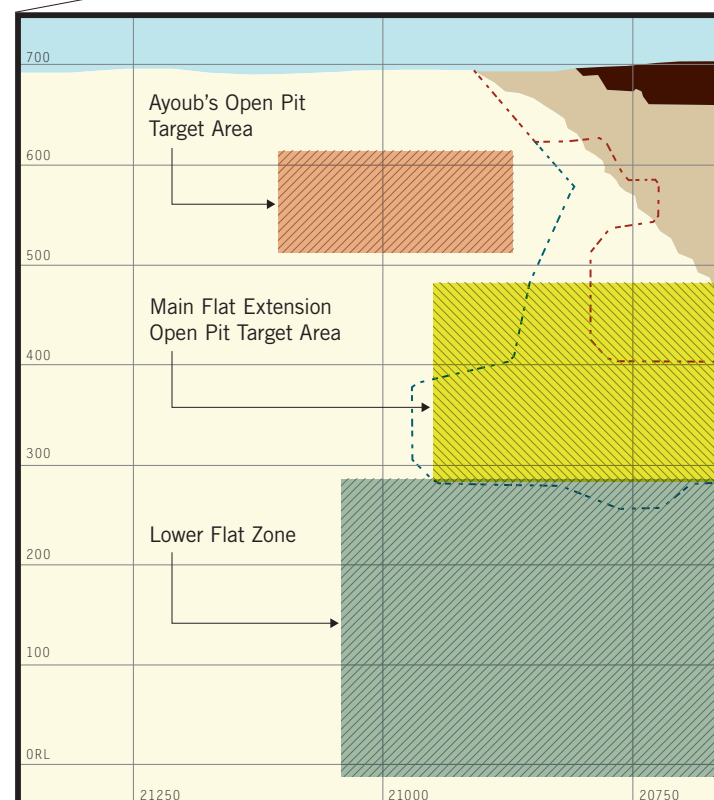 700
Ayoub's Open Pit
Target Area
600
500
Main Flat Extension
Open Pit Target Area
400
300
Lower Flat Zone
200
100
0RL
21250
21000
20750